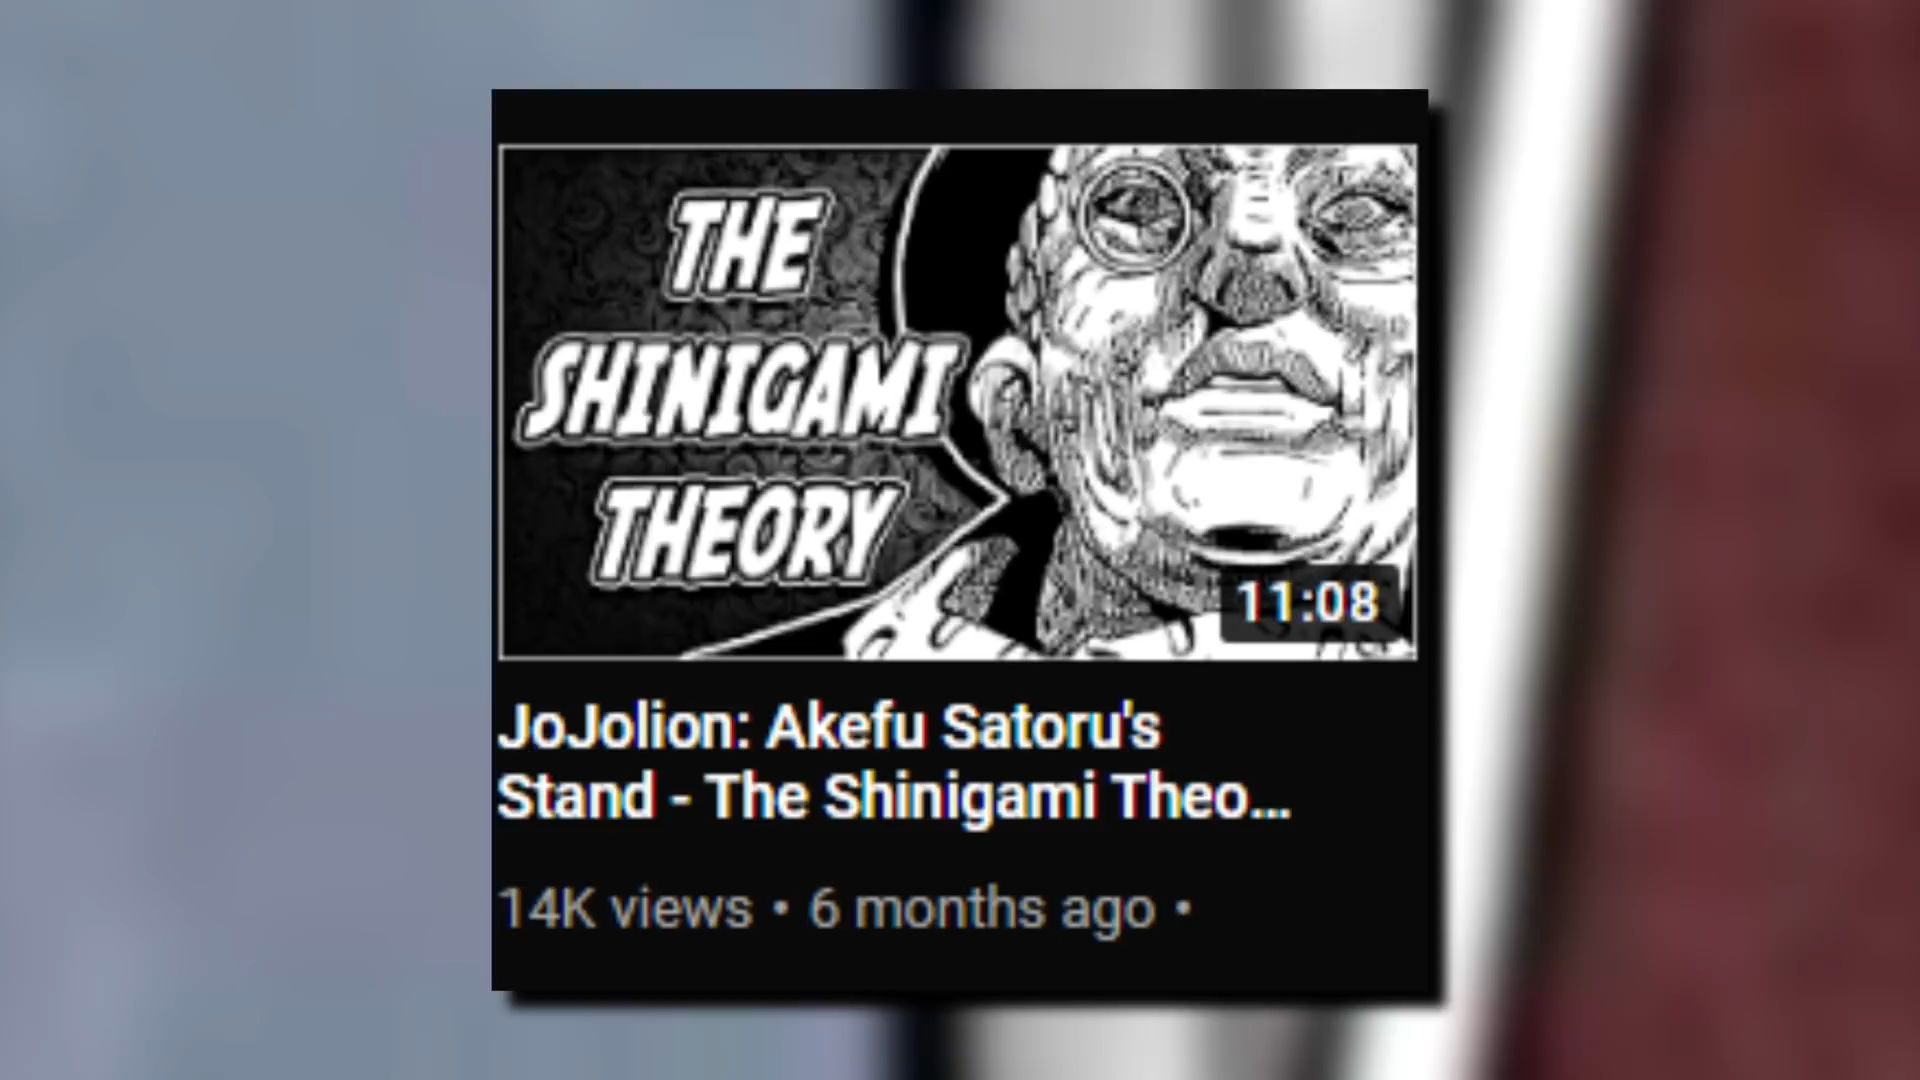 THE
SHINIGAMI
THEORY
11:08
JoJolion: Akefu Satoru's
Stand - The Shinigami Theo...
14K views • 6 months ago •